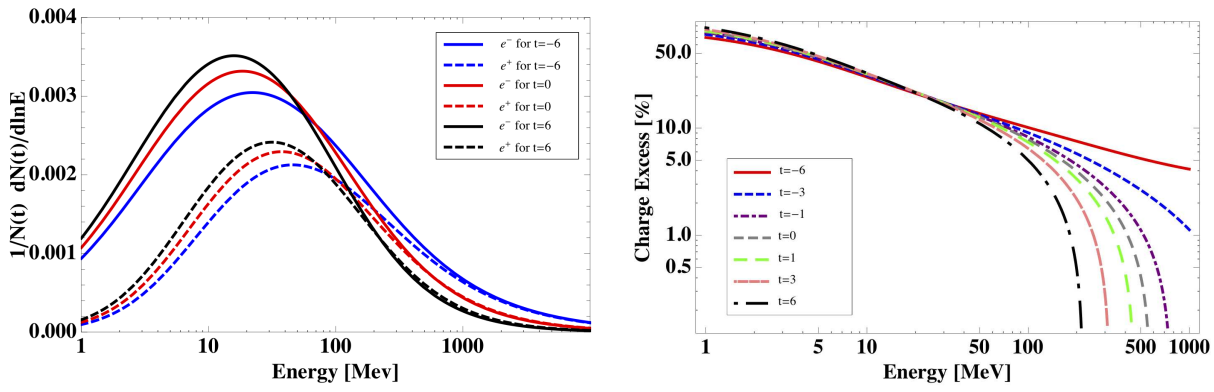 1/N(t) dN(t)/dlnE
0.004
0.003
0.002
0.001
0.000
e⁻ for t=−6
e⁺ for t=−6
e⁻ for t=0
e⁺ for t=0
e⁻ for t=6
e⁺ for t=6
1 10 100 1000
Energy [Mev]
Charge Excess [%]
50.0
10.0
5.0
1.0
0.5
t=−6
t=−3
t=−1
t=0
t=1
t=3
t=6
1 5 10 50 100 500 1000
Energy [MeV]